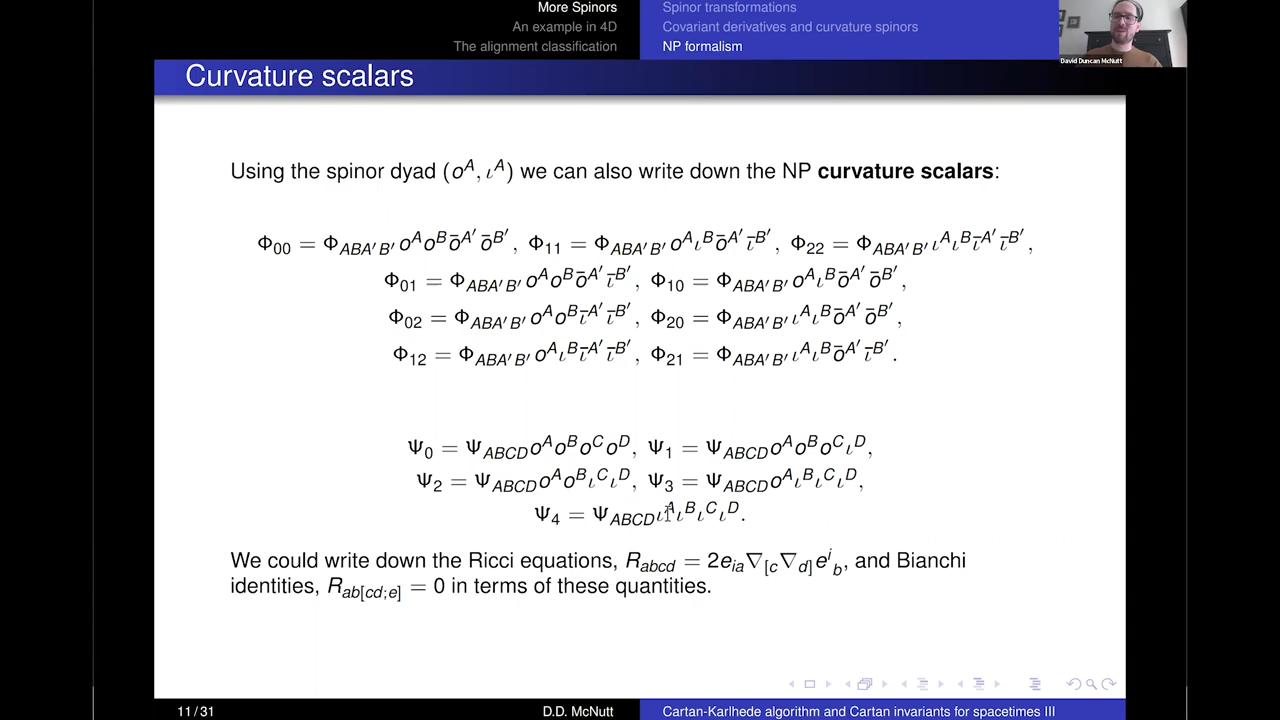 More Spinors
An example in 4D
The alignment classification
Spinor transformations
Covariant derivatives and curvature spinors
NP formalism
David Duncan McNutt
Curvature scalars
Using the spinor dyad (o^A, ι^A) we can also write down the NP curvature scalars:
Φ₀₀ = Φ_{ABA′B′} o^A o^B ō^{A′} ō^{B′}, Φ₁₁ = Φ_{ABA′B′} o^A ι^B ō^{A′} ῑ^{B′}, Φ₂₂ = Φ_{ABA′B′} ι^A ι^B ῑ^{A′} ῑ^{B′},
Φ₀₁ = Φ_{ABA′B′} o^A o^B ō^{A′} ῑ^{B′}, Φ₁₀ = Φ_{ABA′B′} o^A ι^B ō^{A′} ō^{B′},
Φ₀₂ = Φ_{ABA′B′} o^A o^B ῑ^{A′} ῑ^{B′}, Φ₂₀ = Φ_{ABA′B′} ι^A ι^B ō^{A′} ō^{B′},
Φ₁₂ = Φ_{ABA′B′} o^A ι^B ῑ^{A′} ῑ^{B′}, Φ₂₁ = Φ_{ABA′B′} ι^A ι^B ō^{A′} ῑ^{B′}.
Ψ₀ = Ψ_{ABCD} o^A o^B o^C o^D, Ψ₁ = Ψ_{ABCD} o^A o^B o^C ι^D,
Ψ₂ = Ψ_{ABCD} o^A o^B ι^C ι^D, Ψ₃ = Ψ_{ABCD} o^A ι^B ι^C ι^D,
Ψ₄ = Ψ_{ABCD} ι^A ι^B ι^C ι^D.
We could write down the Ricci equations, R_{abcd} = 2e_{ia}∇_{[c}∇_{d]}e^i_b, and Bianchi
identities, R_{ab[cd;e]} = 0 in terms of these quantities.
11/31
D.D. McNutt
Cartan-Karlhede algorithm and Cartan invariants for spacetimes III